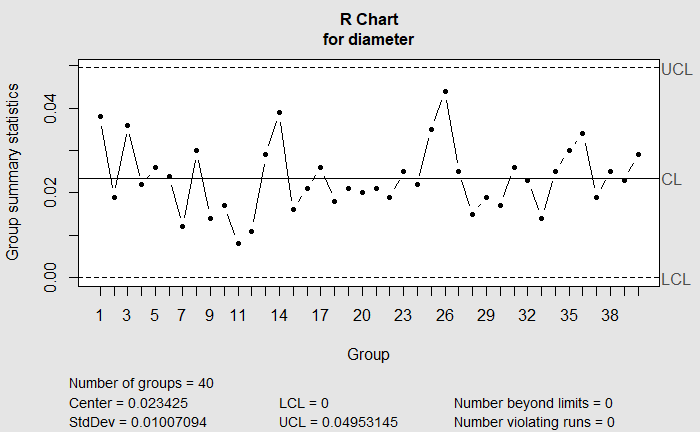 R Chart
for diameter
UCL
0.04
Group summary statistics
CL
0.02
LCL
0.00
1 3 5 7 9 11 14 17 20 23 26 29 32 35 38
Group
Number of groups = 40
Center = 0.023425 LCL = 0 Number beyond limits = 0
StdDev = 0.01007094 UCL = 0.04953145 Number violating runs = 0